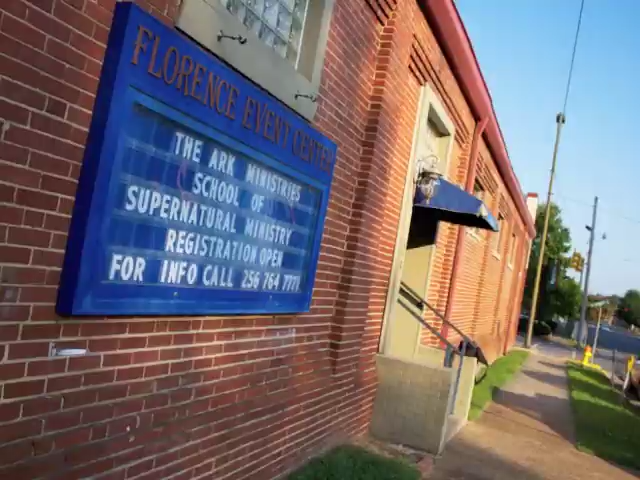 FLORENCE EVENT CENTER
THE ARK MINISTRIES
SCHOOL OF
SUPERNATURAL MINISTRY
REGISTRATION OPEN
FOR INFO CALL 256 764 7771